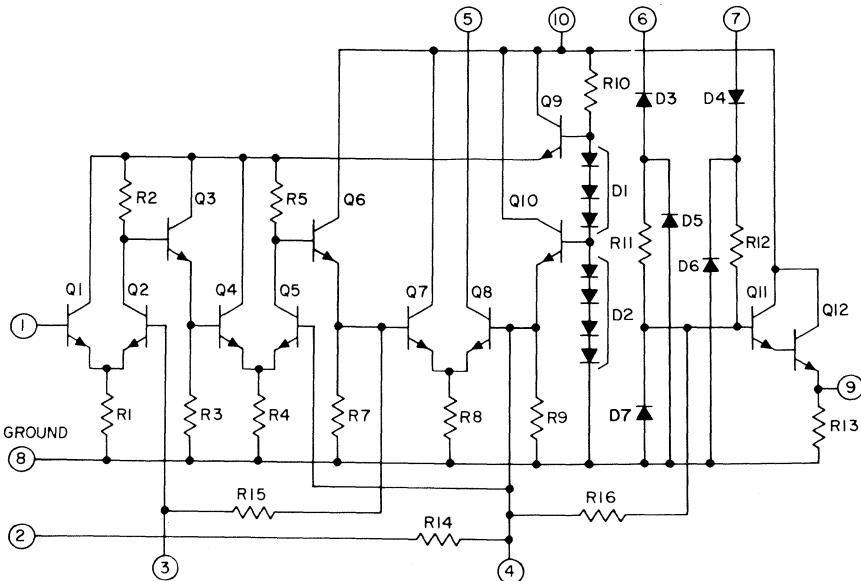 5 10 6 7
R10
D3 D4
Q9
R2 Q3 R5 Q6 Q10 D1
R11 D5 R12
D6
Q1 Q2 Q4 Q5 Q7 Q8 Q11 Q12
D2
1
9
R1 R3 R4 R7 R8 R9 D7 R13
GROUND
8
R15 R16
2 R14
3 4